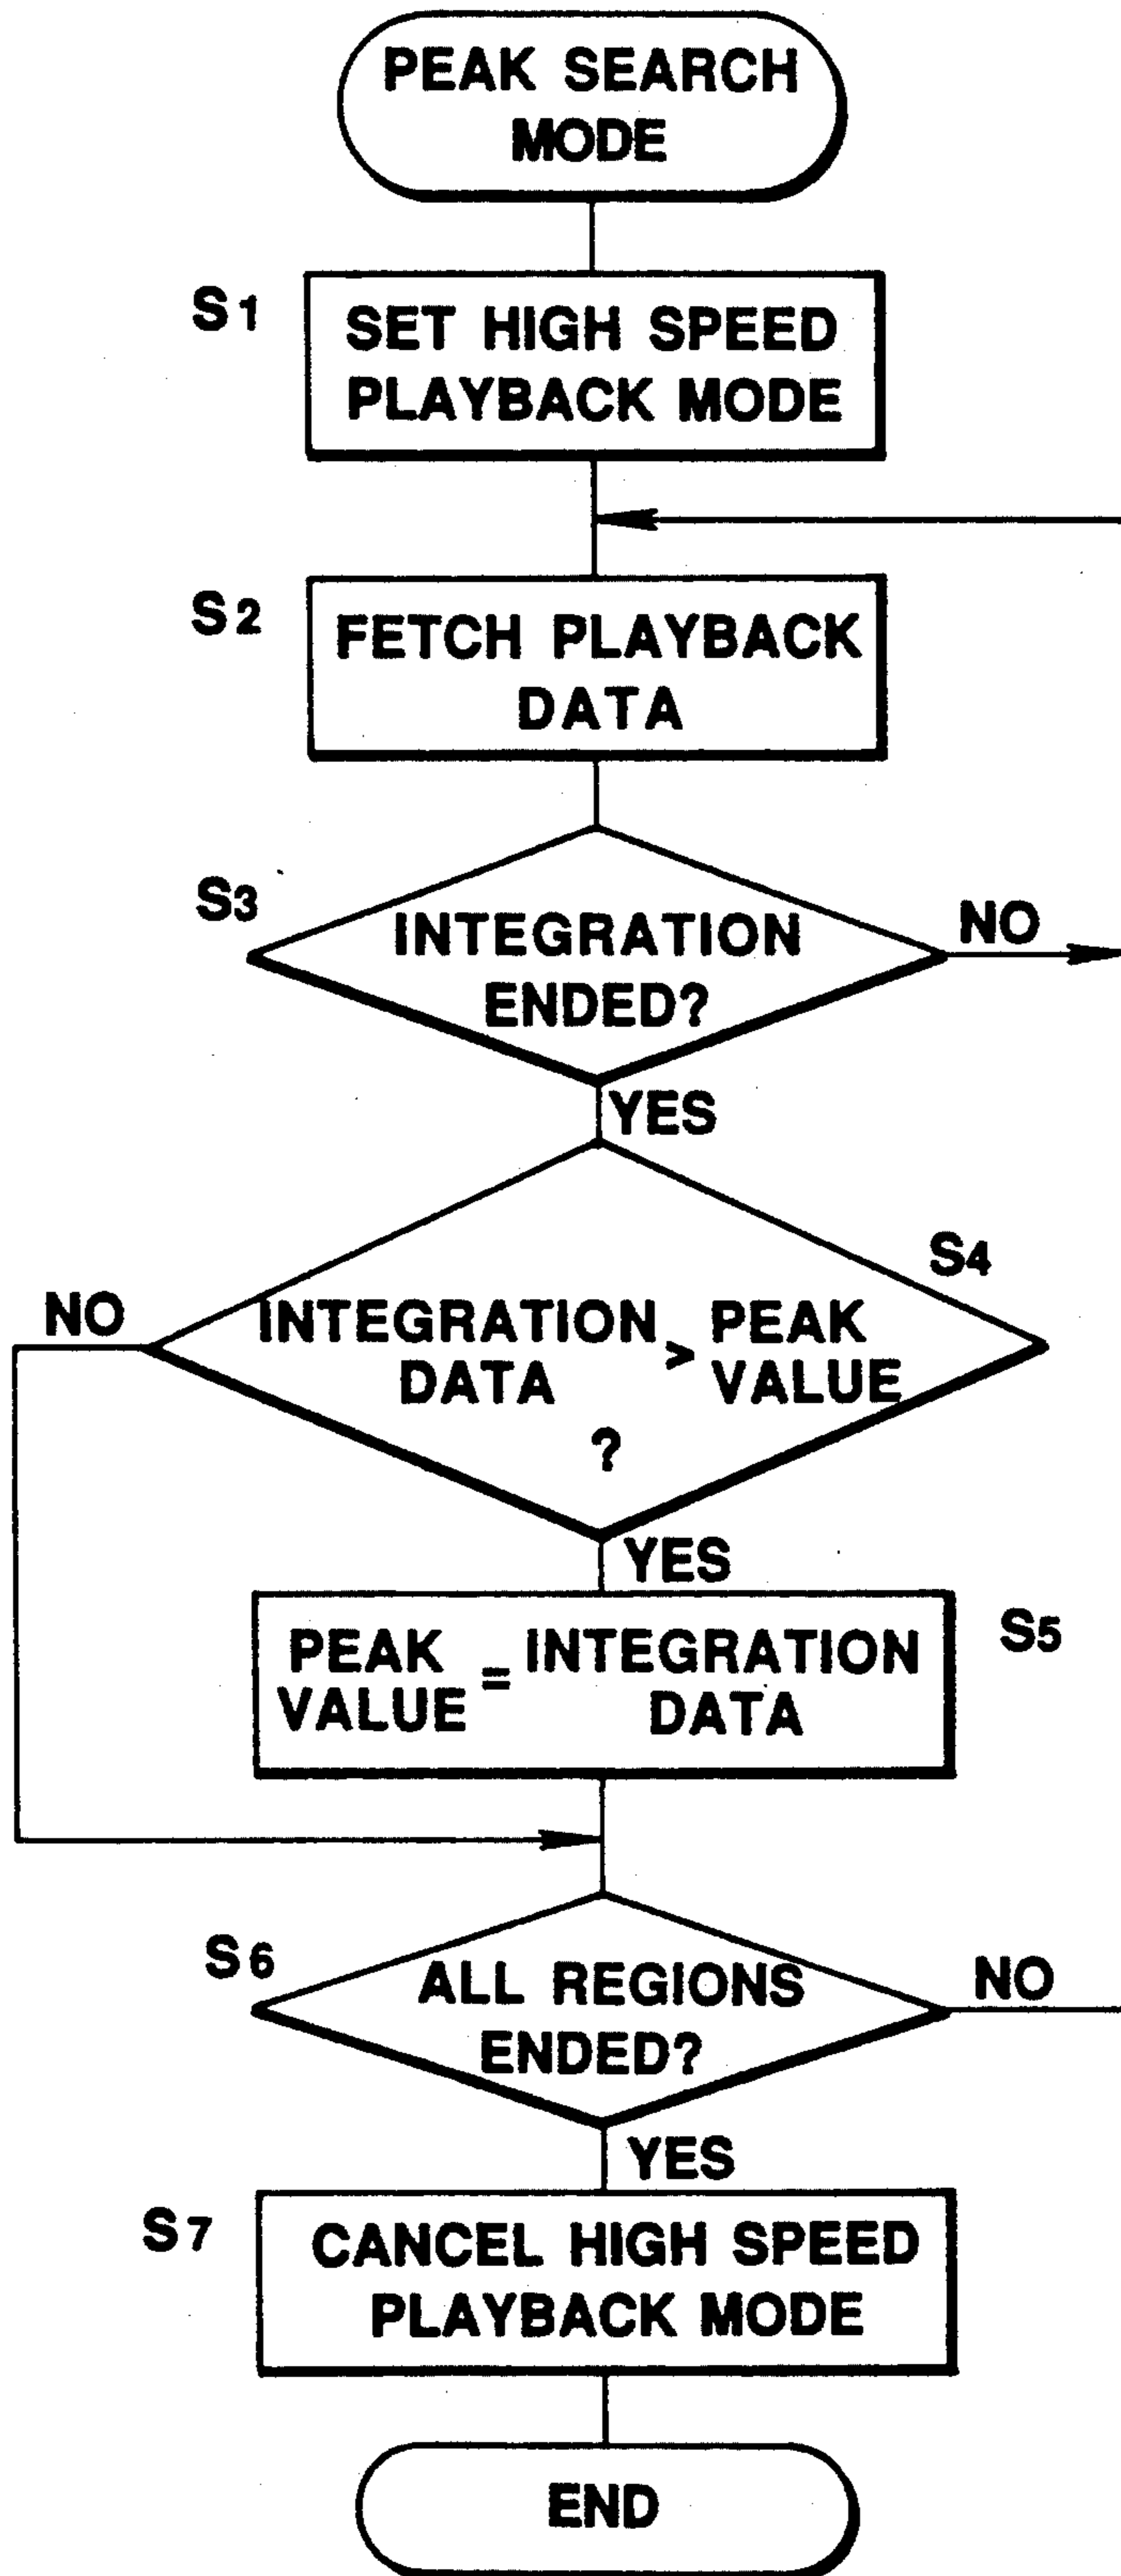 PEAK SEARCH
MODE
S1
SET HIGH SPEED
PLAYBACK MODE
S2
FETCH PLAYBACK
DATA
S3
INTEGRATION
ENDED?
NO
YES
S4
NO
INTEGRATION
DATA
>
PEAK
VALUE
?
YES
PEAK
VALUE
=
INTEGRATION
DATA
S5
S6
ALL REGIONS
ENDED?
NO
YES
S7
CANCEL HIGH SPEED
PLAYBACK MODE
END